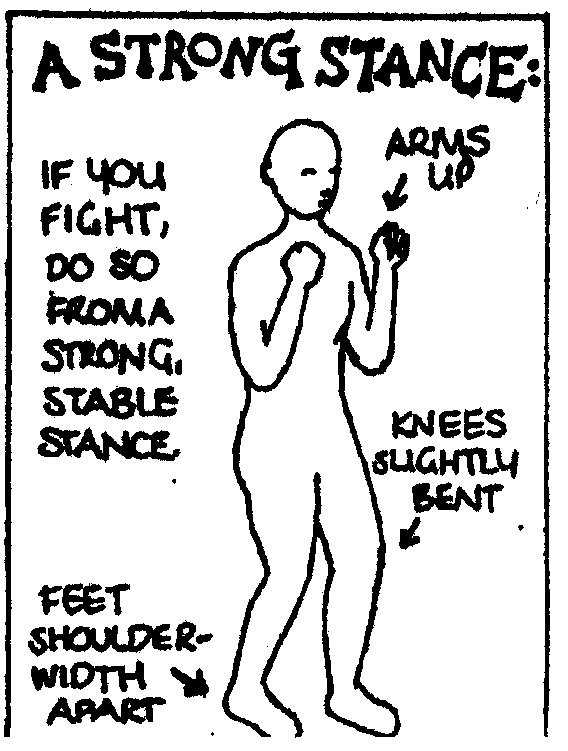 A STRONG STANCE:
IF YOU
FIGHT,
DO SO
FROM A
STRONG,
STABLE
STANCE.
ARMS
UP
KNEES
SLIGHTLY
BENT
FEET
SHOULDER-
WIDTH
APART